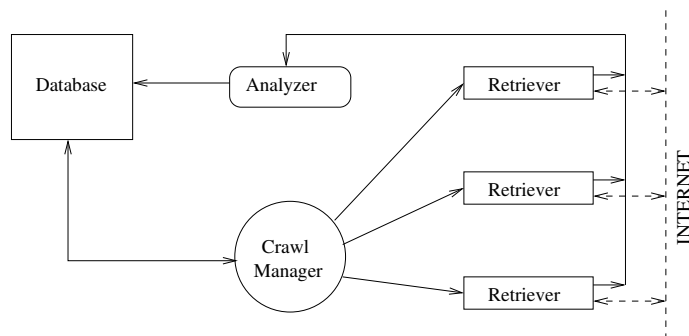 Database
Analyzer
Retriever
Retriever
Crawl
Manager
Retriever
INTERNET